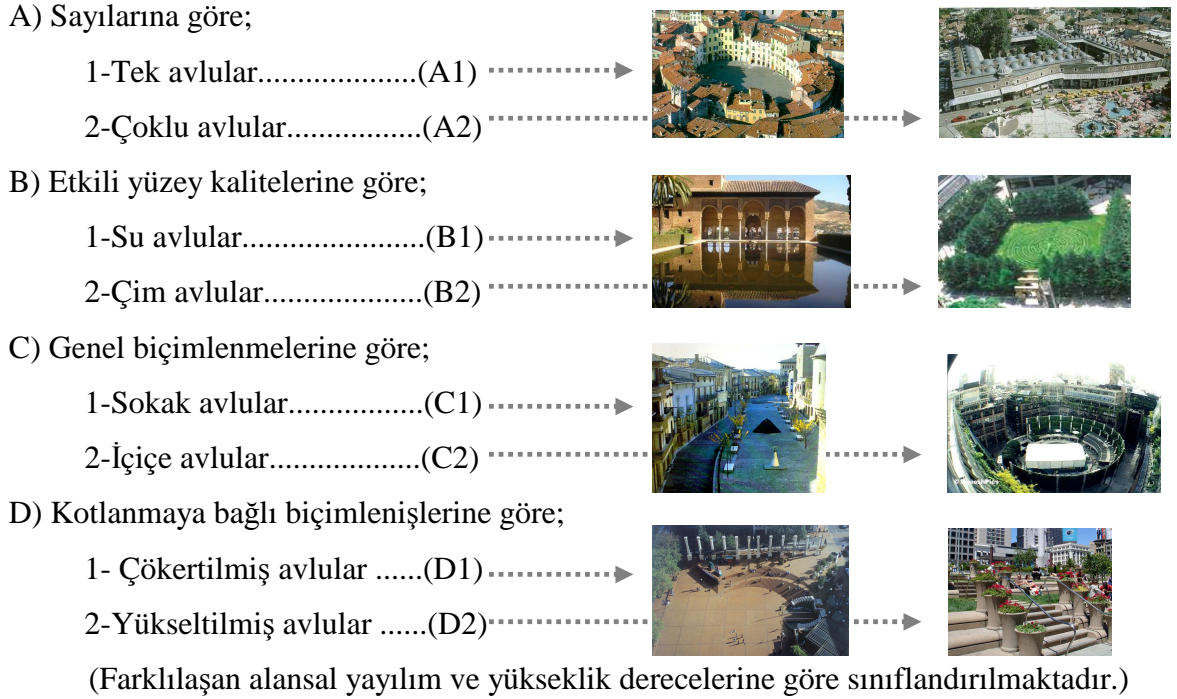 A) Sayılarına göre;
1-Tek avlular....................(A1)
2-Çoklu avlular..................(A2)
B) Etkili yüzey kalitelerine göre;
1-Su avlular........................(B1)
2-Çim avlular.....................(B2)
C) Genel biçimlenmelerine göre;
1-Sokak avlular..................(C1)
2-İçiçe avlular....................(C2)
D) Kotlanmaya bağlı biçimlenişlerine göre;
1- Çökertilmiş avlular ......(D1)
2-Yükseltilmiş avlular ......(D2)
(Farklılaşan alansal yayılım ve yükseklik derecelerine göre sınıflandırılmaktadır.)